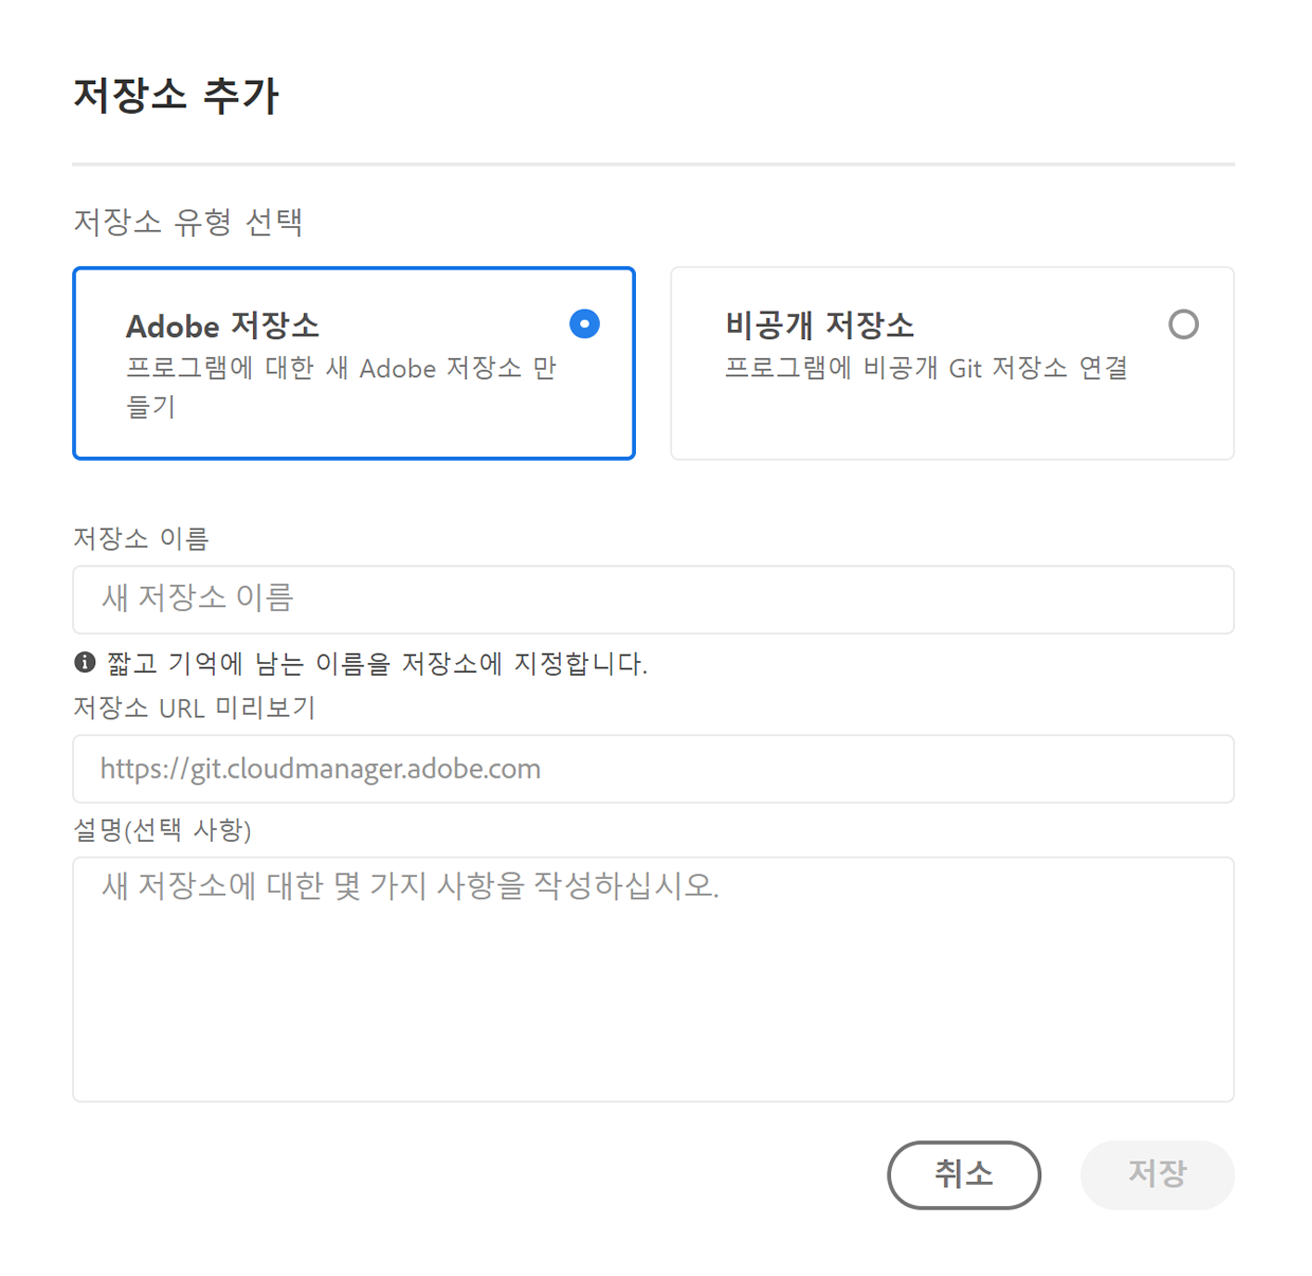 저장소 추가
저장소 유형 선택
Adobe 저장소
프로그램에 대한 새 Adobe 저장소 만
들기
비공개 저장소
프로그램에 비공개 Git 저장소 연결
저장소 이름
새 저장소 이름
짧고 기억에 남는 이름을 저장소에 지정합니다.
저장소 URL 미리보기
https://git.cloudmanager.adobe.com
설명(선택 사항)
새 저장소에 대한 몇 가지 사항을 작성하십시오.
취소
저장